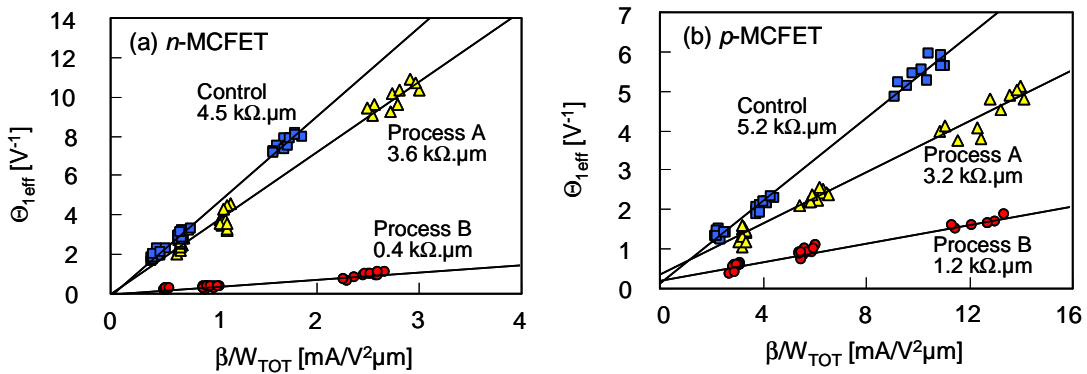 (a) n-MCFET
14
12
10
8
6
4
2
0
Θ1eff [V-1]
Control
4.5 kΩ.µm
Process A
3.6 kΩ.µm
Process B
0.4 kΩ.µm
0 1 2 3 4
β/WTOT [mA/V²µm]
(b) p-MCFET
7
6
5
4
3
2
1
0
Θ1eff [V-1]
Control
5.2 kΩ.µm
Process A
3.2 kΩ.µm
Process B
1.2 kΩ.µm
0 4 8 12 16
β/WTOT [mA/V²µm]